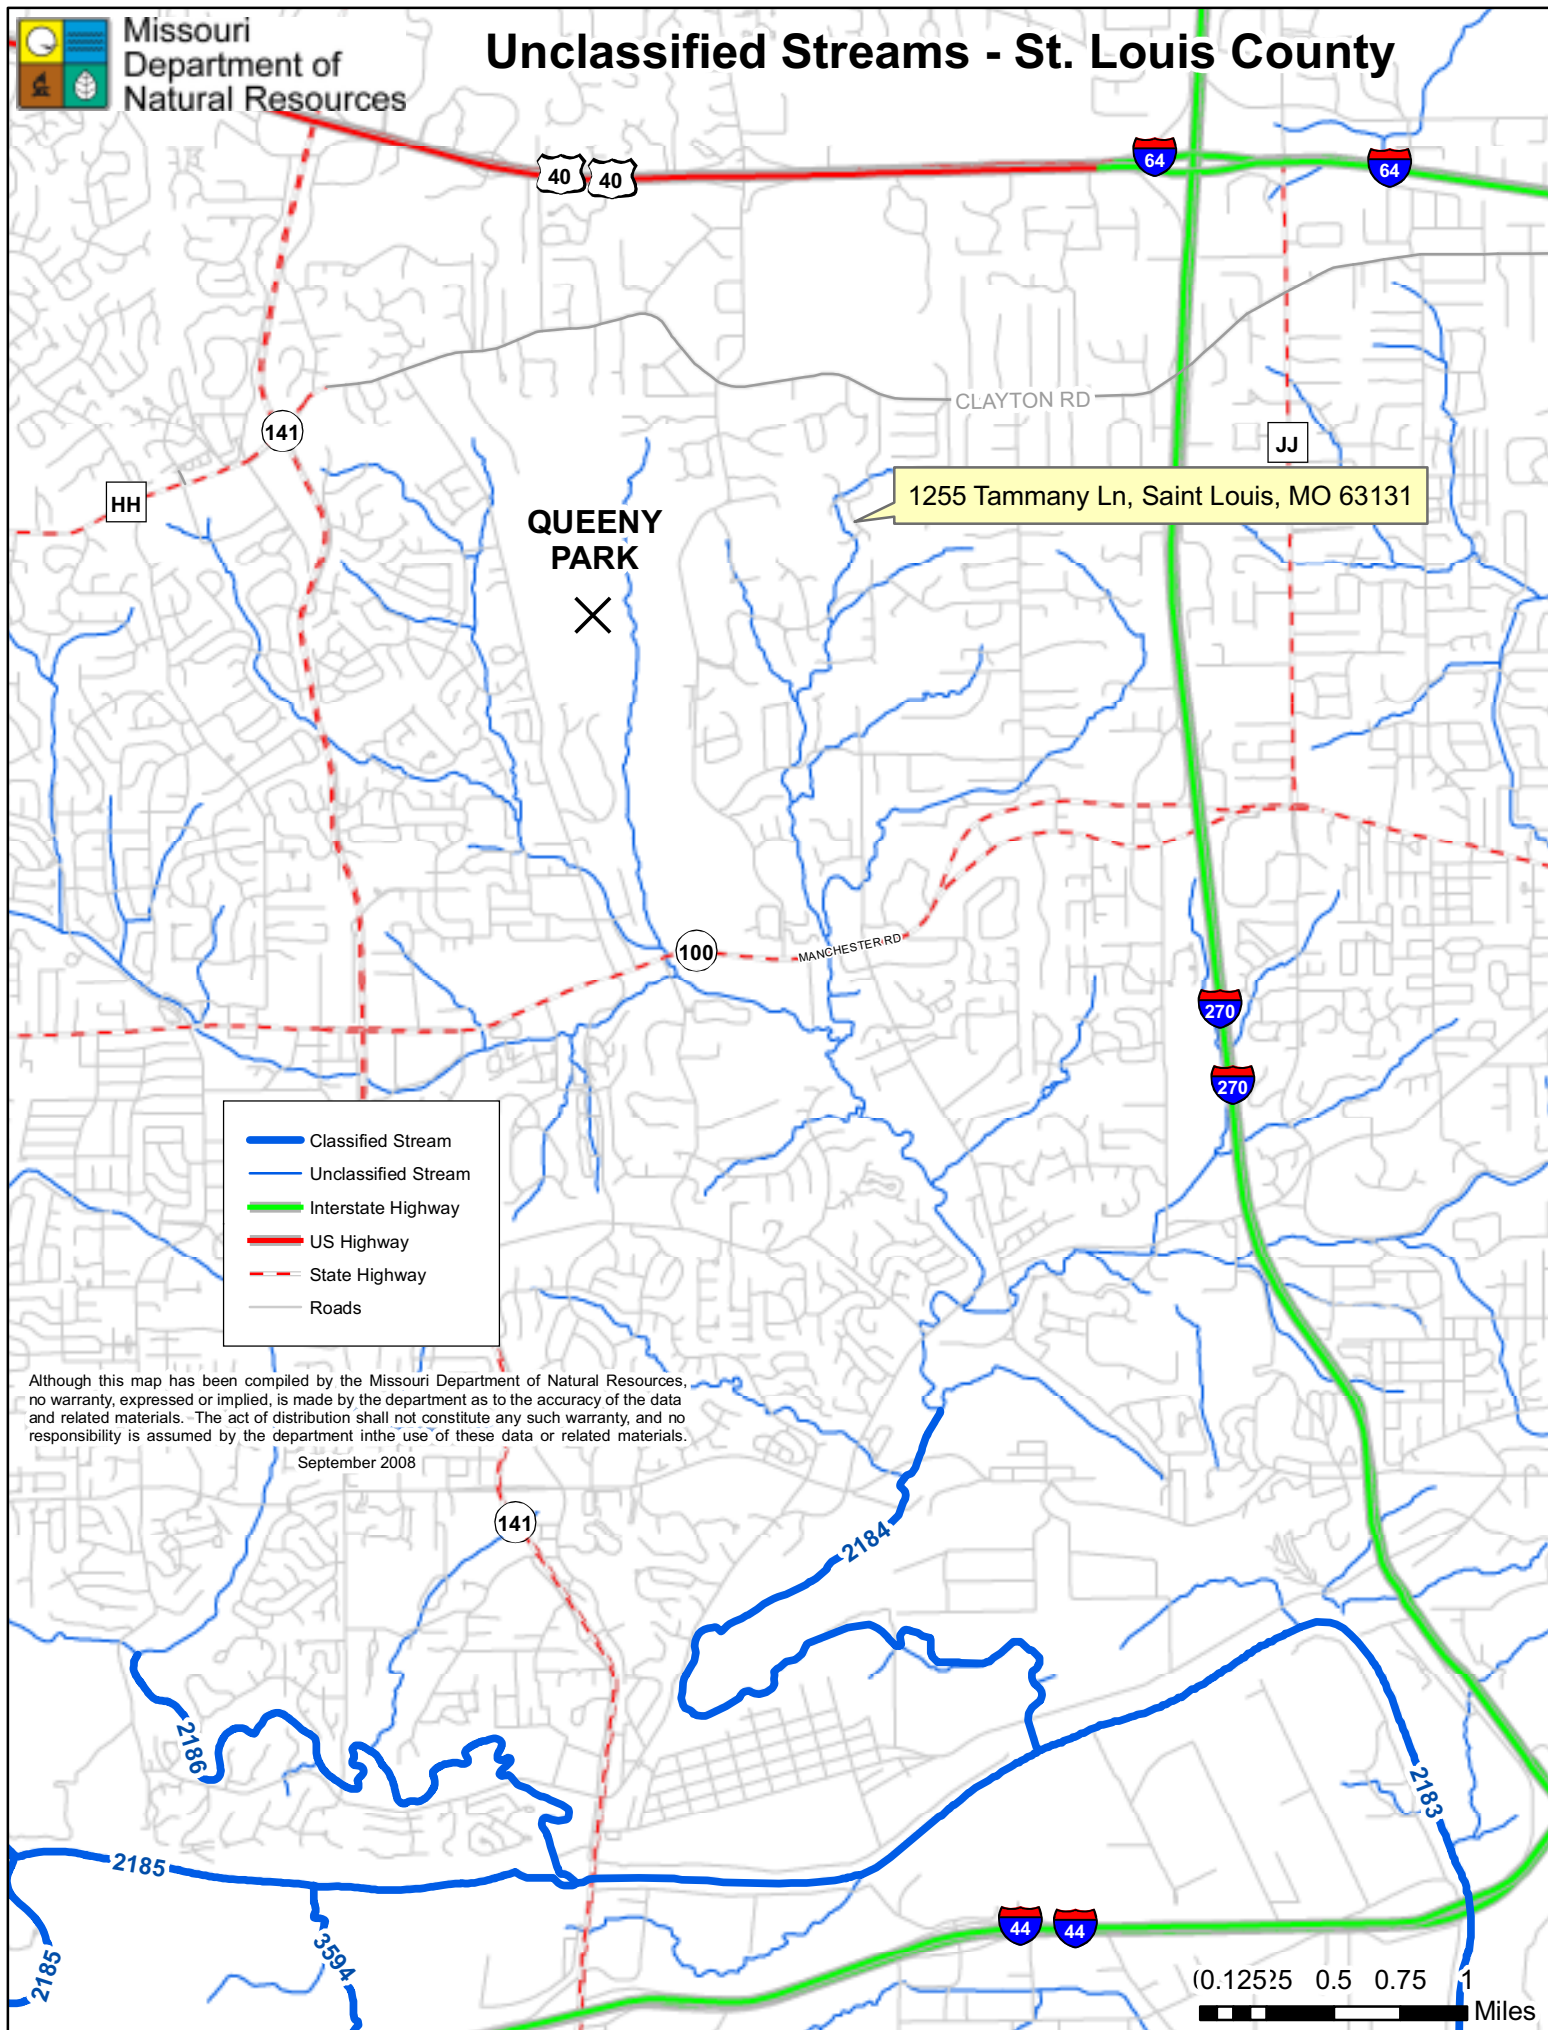 Missouri
Department of
Natural Resources
Unclassified Streams - St. Louis County
40
40
64
64
CLAYTON RD
141
JJ
HH
1255 Tammany Ln, Saint Louis, MO 63131
QUEENY
PARK
100
MANCHESTER RD
270
270
Classified Stream
Unclassified Stream
Interstate Highway
US Highway
State Highway
Roads
Although this map has been compiled by the Missouri Department of Natural Resources,
no warranty, expressed or implied, is made by the department as to the accuracy of the data
and related materials. The act of distribution shall not constitute any such warranty, and no
responsibility is assumed by the department inthe use of these data or related materials.
September 2008
141
2184
2186
2183
2185
44
44
3594
2185
0.5 0.75 1
Miles